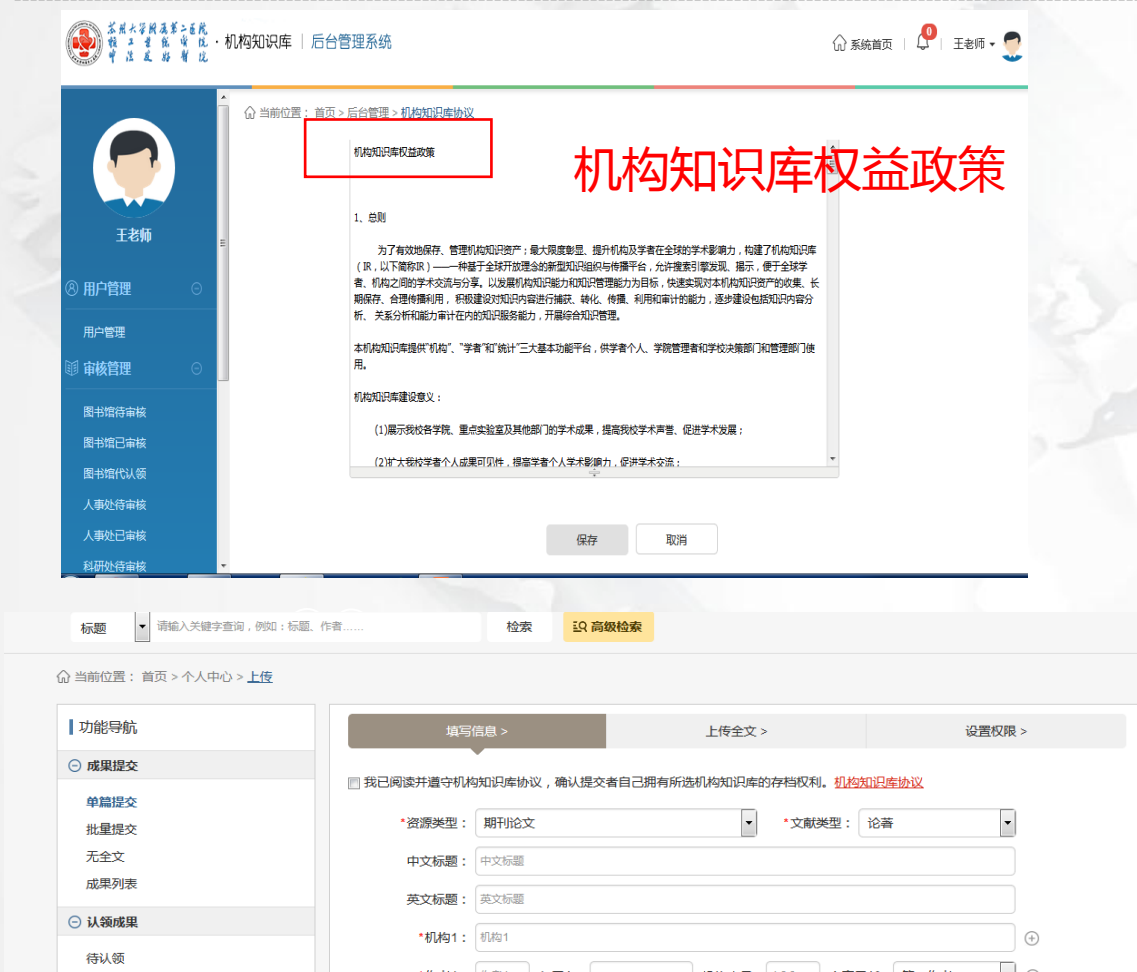 苏州大学附属第二医院
核工业总医院
中法友好医院
·机构知识库 | 后台管理系统
系统首页 | 0 | 王老师
当前位置： 首页 > 后台管理 > 机构知识库协议
机构知识库权益政策
机构知识库权益政策
1、总则
为了有效地保存、管理机构知识资产；最大限度彰显、提升机构及学者在全球的学术影响力，构建了机构知识库
（IR，以下简称IR）——一种基于全球开放理念的新型知识组织与传播平台，允许搜索引擎发现、揭示，便于全球学
者、机构之间的学术交流与分享。以发展机构知识能力和知识管理能力为目标，快速实现对本机构知识资产的收集、长
期保存、合理传播利用， 积极建设对知识内容进行捕获、转化、传播、利用和审计的能力，逐步建设包括知识内容分
析、 关系分析和能力审计在内的知识服务能力，开展综合知识管理。
本机构知识库提供"机构"、"学者"和"统计"三大基本功能平台，供学者个人、学院管理者和学校决策部门和管理部门使
用。
机构知识库建设意义：
(1)展示我校各学院、重点实验室及其他部门的学术成果，提高我校学术声誉、促进学术发展；
(2)扩大我校学者个人成果可见性，提高学者个人学术影响力，促进学术交流；
保存
取消
王老师
用户管理
用户管理
审核管理
图书馆待审核
图书馆已审核
图书馆代认领
人事处待审核
人事处已审核
科研处待审核
标题
请输入关键字查询，例如：标题、作者……
检索
高级检索
当前位置： 首页 > 个人中心 > 上传
功能导航
成果提交
单篇提交
批量提交
无全文
成果列表
认领成果
待认领
填写信息 >
上传全文 >
设置权限 >
我已阅读并遵守机构知识库协议，确认提交者自己拥有所选机构知识库的存档权利。机构知识库协议
*资源类型： 期刊论文 *文献类型： 论著
中文标题： 中文标题
英文标题： 英文标题
*机构1： 机构1